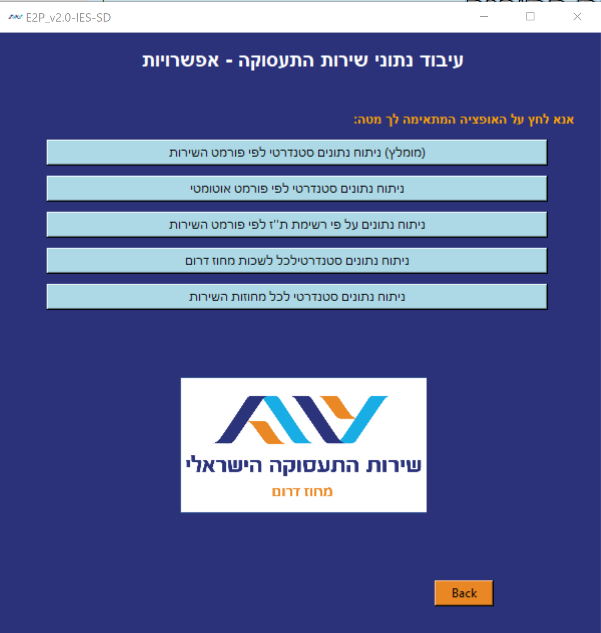 E2P_v2.0-IES-SD
עיבוד נתוני שירות התעסוקה - אפשרויות
אנא לחץ על האופציה המתאימה לך מטה:
(מומלץ) ניתוח נתונים סטנדרטי לפי פורמט השירות
ניתוח נתונים סטנדרטי לפי פורמט אוטומטי
ניתוח נתונים על פי רשימת ת''ז לפי פורמט השירות
ניתוח נתונים סטנדרטילכל לשכות מחוז דרום
ניתוח נתונים סטנדרטי לכל מחוזות השירות
שירות התעסוקה הישראלי
מחוז דרום
Back